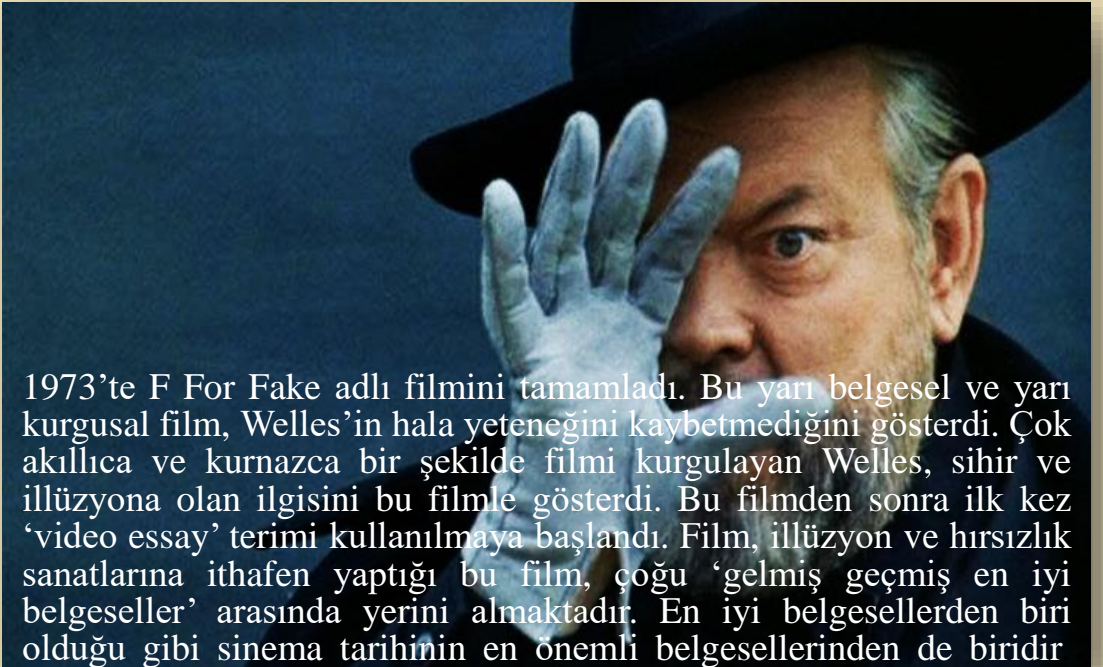 1973’te F For Fake adlı filmini tamamladı. Bu yarı belgesel ve yarı
kurgusal film, Welles’in hala yeteneğini kaybetmediğini gösterdi. Çok
akıllıca ve kurnazca bir şekilde filmi kurgulayan Welles, sihir ve
illüzyona olan ilgisini bu filmle gösterdi. Bu filmden sonra ilk kez
‘video essay’ terimi kullanılmaya başlandı. Film, illüzyon ve hırsızlık
sanatlarına ithafen yaptığı bu film, çoğu ‘gelmiş geçmiş en iyi
belgeseller’ arasında yerini almaktadır. En iyi belgesellerden biri
olduğu gibi sinema tarihinin en önemli belgesellerinden de biridir